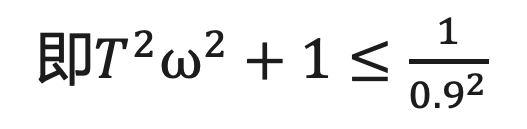 即𝑇²ω² + 1 ≤ 1/0.9²